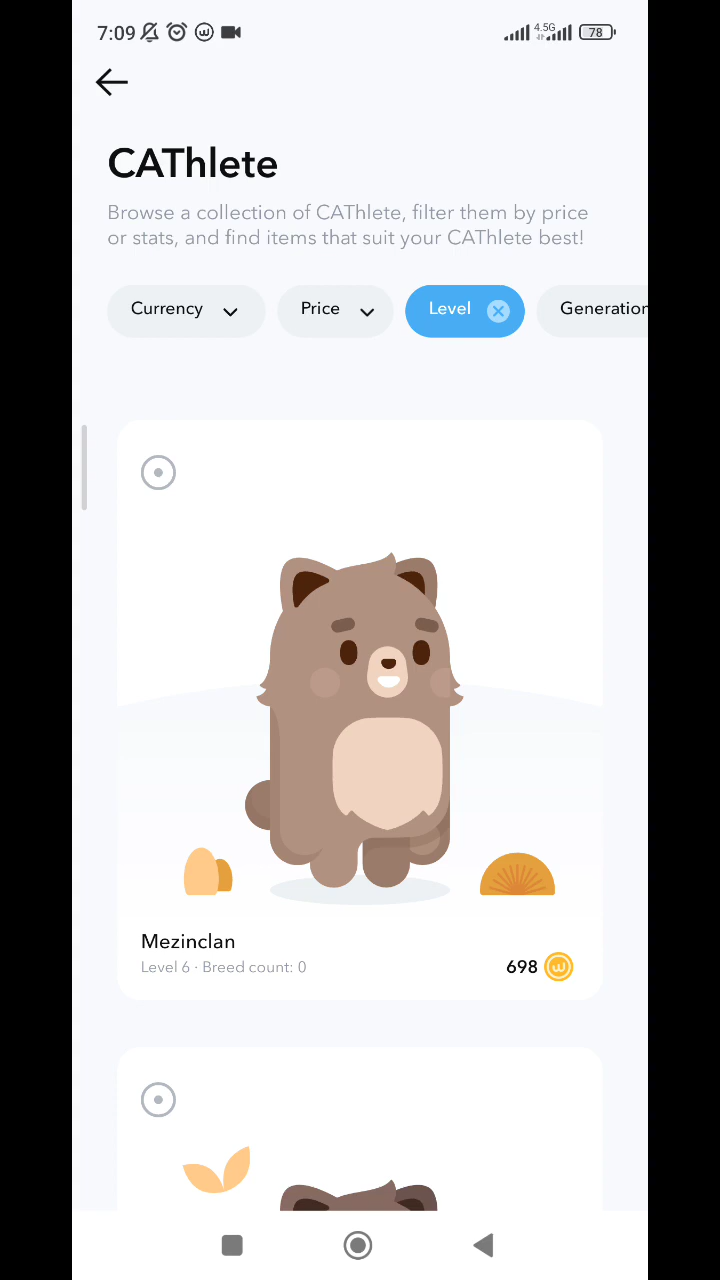 7:09
4.5G
78
CAThlete
Browse a collection of CAThlete, filter them by price
or stats, and find items that suit your CAThlete best!
Currency
Price
Level
Generation
Mezinclan
Level 6 · Breed count: 0
698